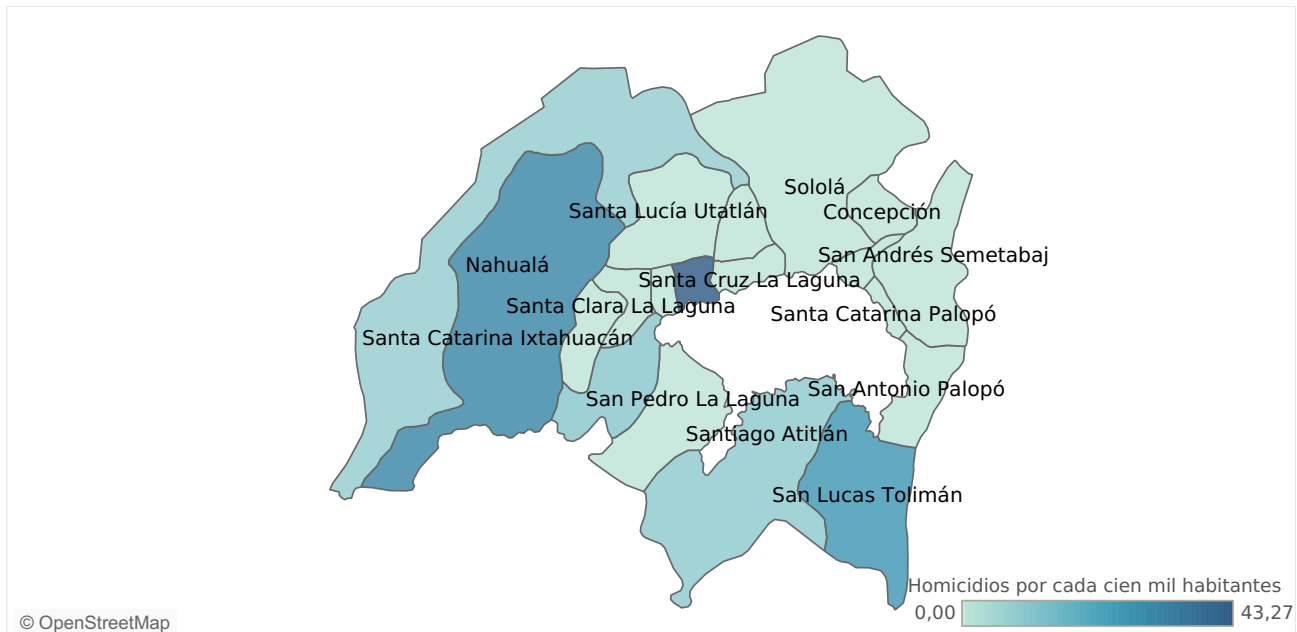 Sololá
Santa Lucía Utatlán
Concepción
San Andrés Semetabaj
Nahualá
Santa Cruz La Laguna
Santa Clara La Laguna
Santa Catarina Palopó
Santa Catarina Ixtahuacán
San Antonio Palopó
San Pedro La Laguna
Santiago Atitlán
San Lucas Tolimán
Homicidios por cada cien mil habitantes
0,00 43,27
© OpenStreetMap